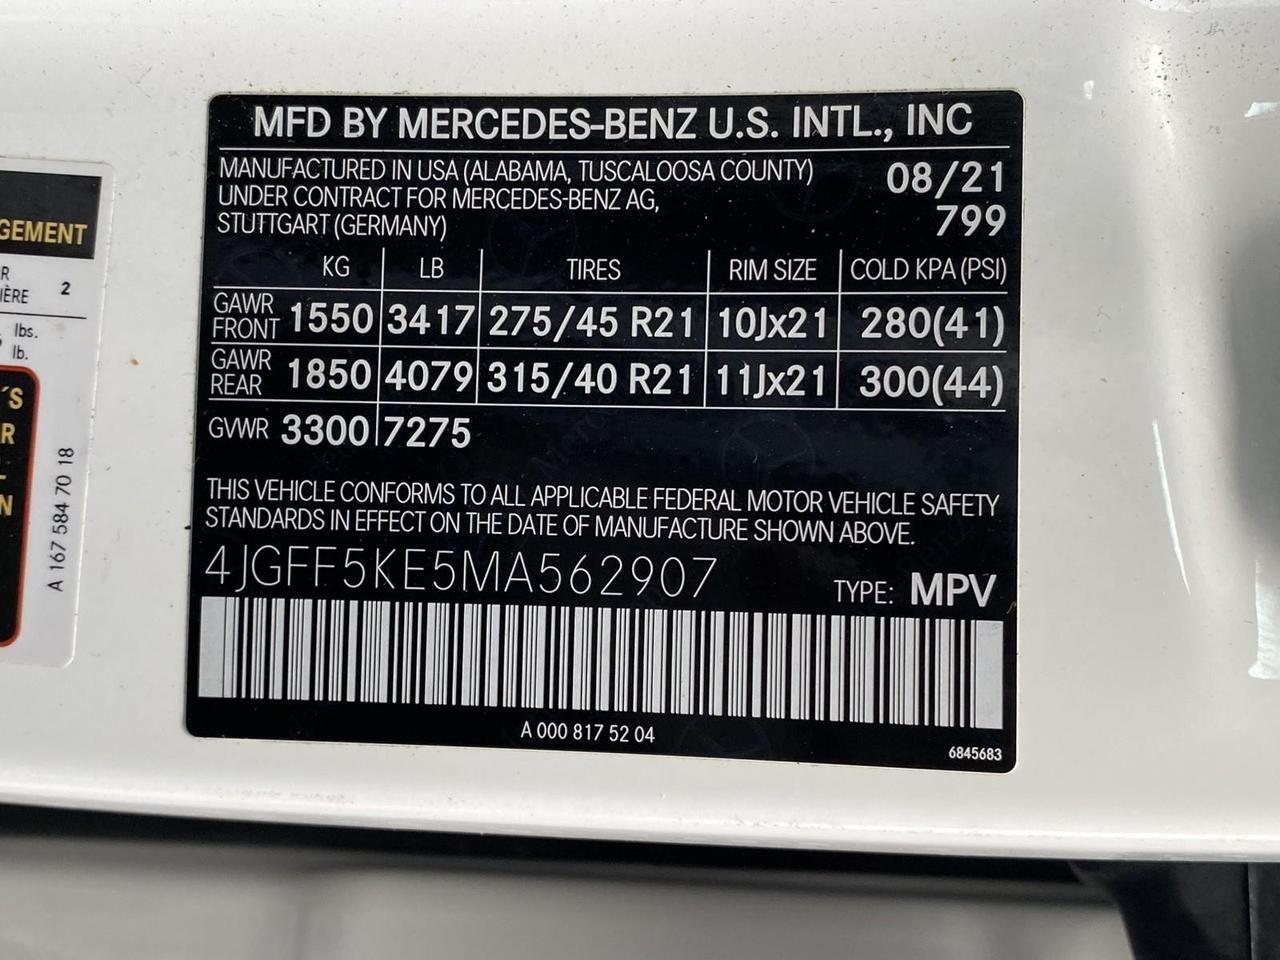 MFD BY MERCEDES-BENZ U.S. INTL., INC
MANUFACTURED IN USA (ALABAMA, TUSCALOOSA COUNTY)
UNDER CONTRACT FOR MERCEDES-BENZ AG,
STUTTGART (GERMANY)
08/21
799
KG LB TIRES RIM SIZE COLD KPA (PSI)
GAWR FRONT 1550 3417 275/45 R21 10Jx21 280(41)
GAWR REAR 1850 4079 315/40 R21 11Jx21 300(44)
GVWR 3300 7275
THIS VEHICLE CONFORMS TO ALL APPLICABLE FEDERAL MOTOR VEHICLE SAFETY
STANDARDS IN EFFECT ON THE DATE OF MANUFACTURE SHOWN ABOVE.
4JGFF5KE5MA562907
TYPE: MPV
A 000 817 52 04
6845683
GEMENT
R
IÈRE 2
lbs.
lb.
´S
R
N
A 167 584 70 18